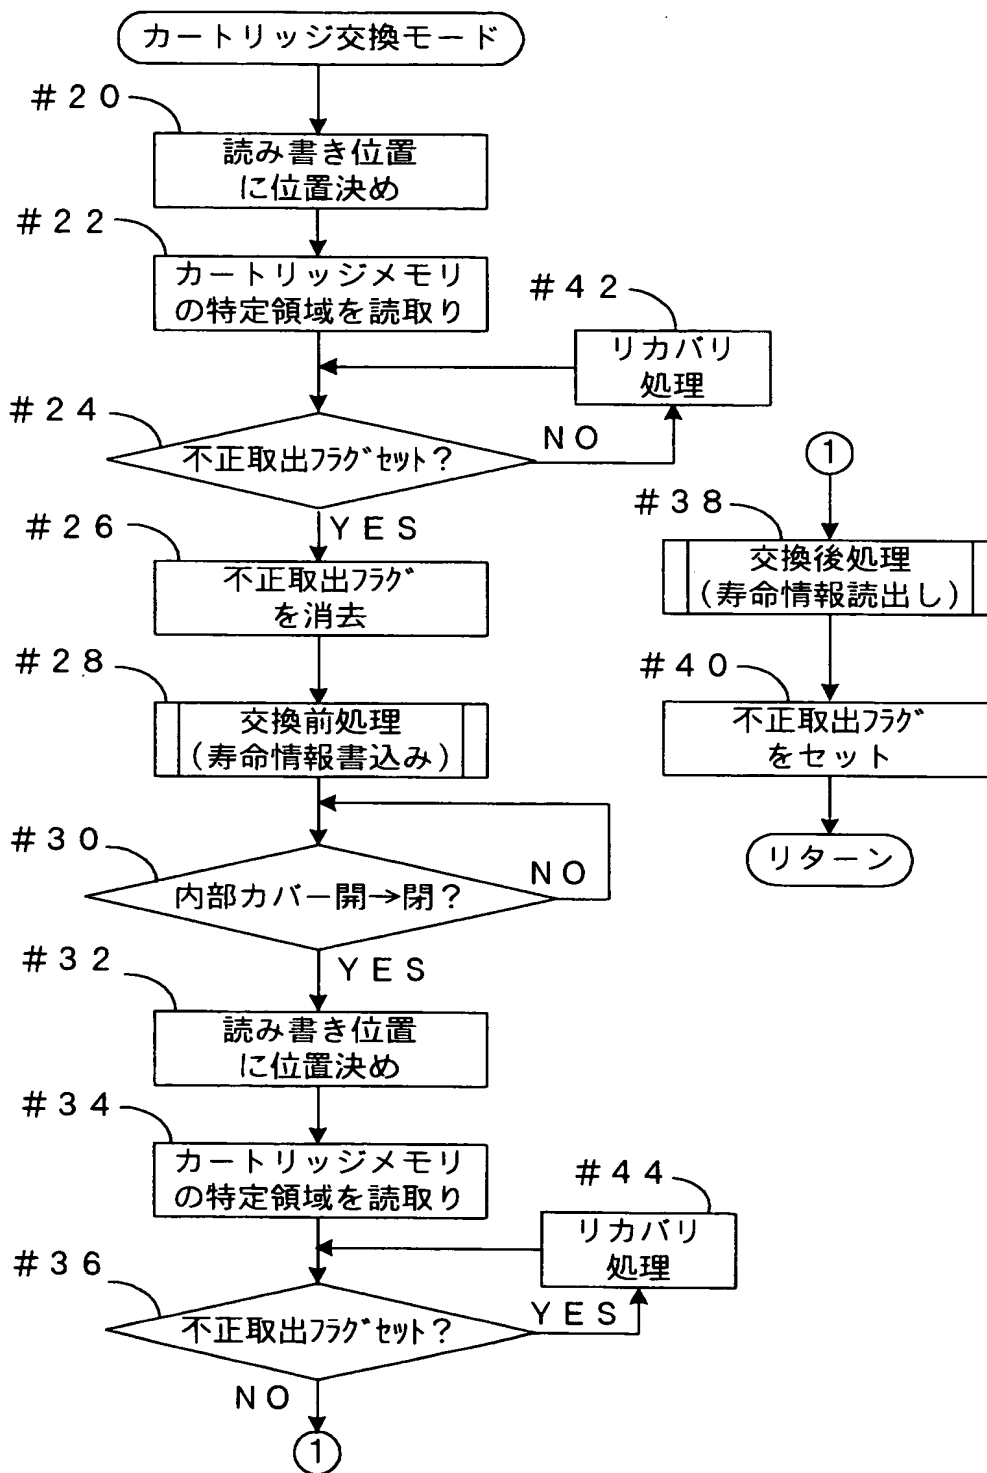 カートリッジ交換モード
#20
読み書き位置
に位置決め
#22
カートリッジメモリ
の特定領域を読取り
#42
リカバリ
処理
#24
不正取出フラグセット?
NO
YES
#26
不正取出フラグ
を消去
#28
交換前処理
(寿命情報書込み)
#30
内部カバー開→閉?
NO
YES
#32
読み書き位置
に位置決め
#34
カートリッジメモリ
の特定領域を読取り
#44
リカバリ
処理
#36
不正取出フラグセット?
YES
NO
1
1
#38
交換後処理
(寿命情報読出し)
#40
不正取出フラグ
をセット
リターン